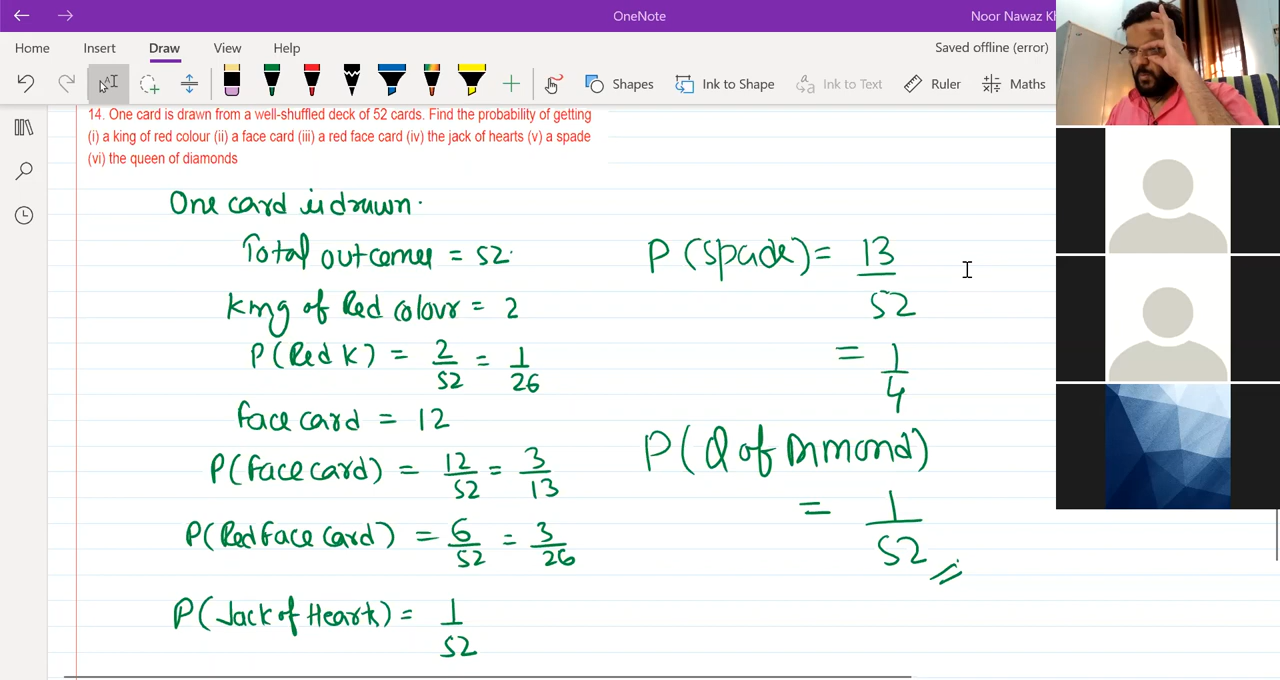 OneNote
Noor Nawaz Kh
Home Insert Draw View Help
Saved offline (error)
Shapes Ink to Shape Ink to Text Ruler Maths
14. One card is drawn from a well-shuffled deck of 52 cards. Find the probability of getting
(i) a king of red colour (ii) a face card (iii) a red face card (iv) the jack of hearts (v) a spade
(vi) the queen of diamonds
One card is drawn.
Total outcomes = 52.
King of Red colour = 2
P(Red K) = 2/52 = 1/26
face card = 12
P(Face card) = 12/52 = 3/13
P(Red Face Card) = 6/52 = 3/26
P(Jack of Heart) = 1/52
P(Spade) = 13/52
= 1/4
P(Q of Dimond)
= 1/52